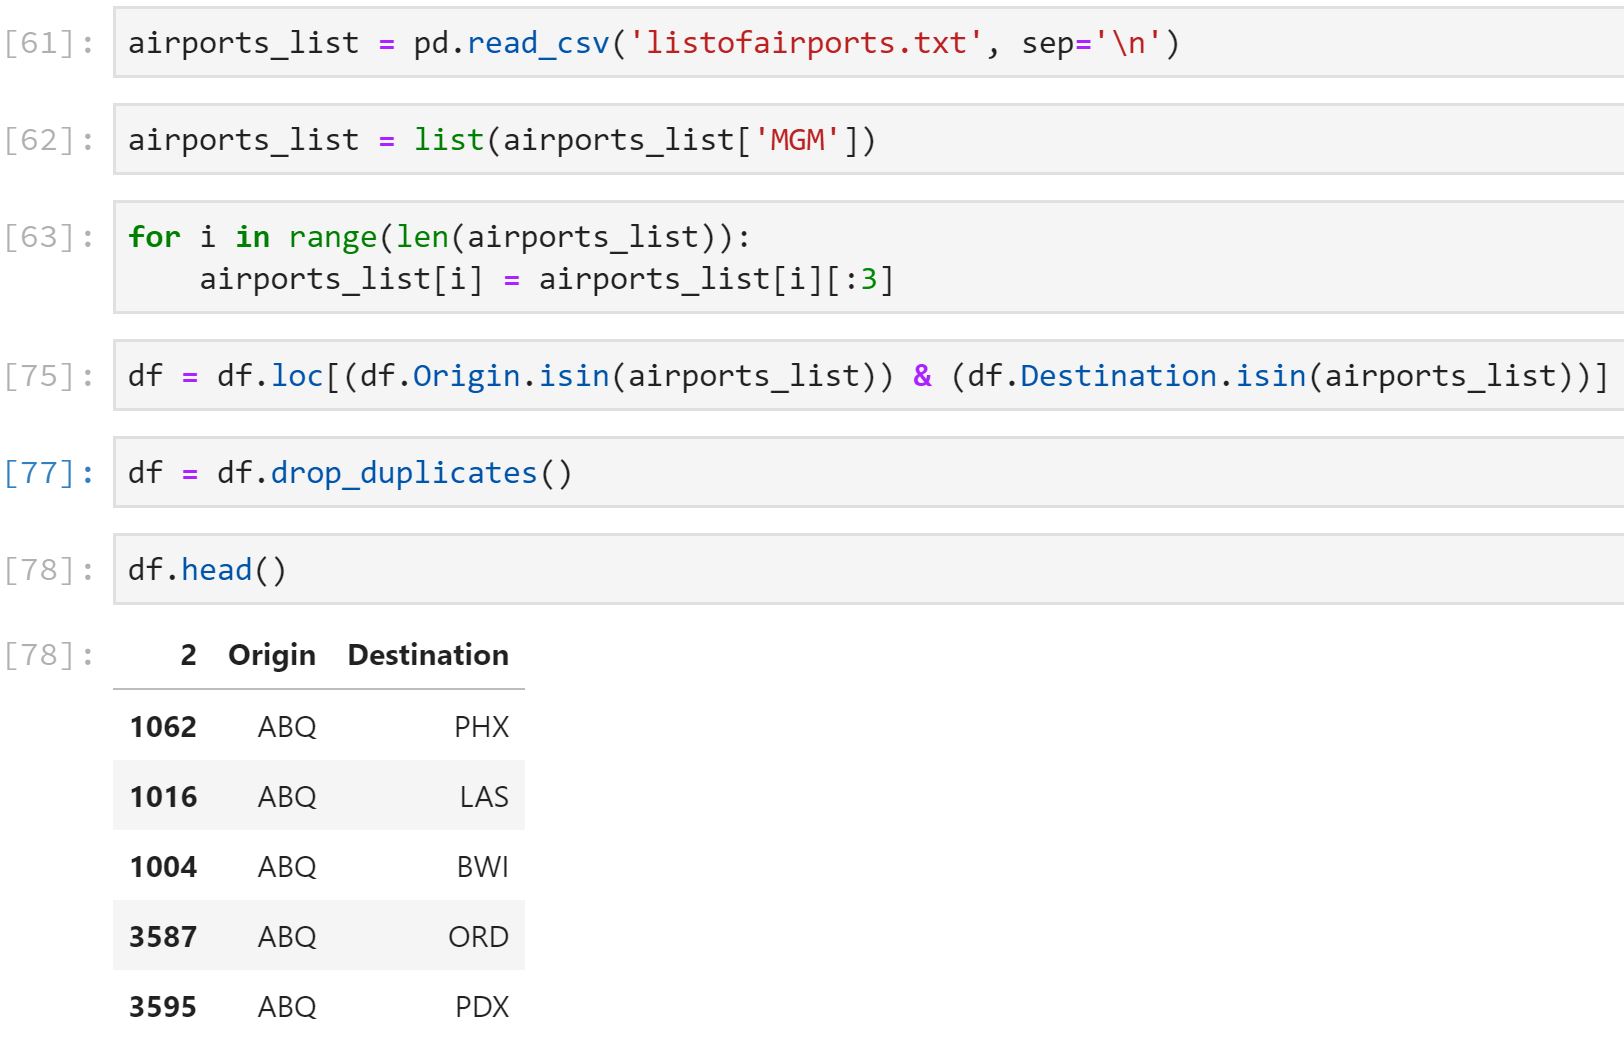 [61]: airports_list = pd.read_csv('listofairports.txt', sep='\n')
[62]: airports_list = list(airports_list['MGM'])
[63]: for i in range(len(airports_list)):
    airports_list[i] = airports_list[i][:3]
[75]: df = df.loc[(df.Origin.isin(airports_list)) & (df.Destination.isin(airports_list))]
[77]: df = df.drop_duplicates()
[78]: df.head()
[78]: 2 Origin Destination
1062 ABQ PHX
1016 ABQ LAS
1004 ABQ BWI
3587 ABQ ORD
3595 ABQ PDX